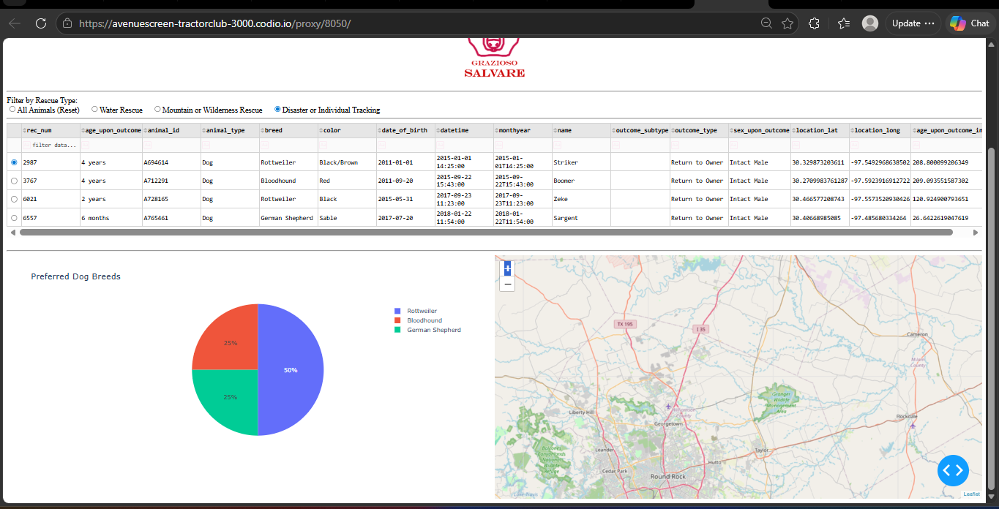 https://avenuescreen-tractorclub-3000.codio.io/proxy/8050/
Update
Chat
GRAZIOSO
SALVARE
Filter by Rescue Type:
All Animals (Reset) Water Rescue Mountain or Wilderness Rescue Disaster or Individual Tracking
rec_num age_upon_outcome animal_id animal_type breed color date_of_birth datetime monthyear name outcome_subtype outcome_type sex_upon_outcome location_lat location_long age_upon_outcome_in
filter data...
2987 4 years A694614 Dog Rottweiler Black/Brown 2011-01-01 2015-01-01 14:25:00 2015-01-01T14:25:00 Striker Return to Owner Intact Male 30.329873203611 -97.5492968638502 208.800099206349
3767 4 years A712291 Dog Bloodhound Red 2011-09-20 2015-09-22 15:43:00 2015-09-22T15:43:00 Boomer Return to Owner Intact Male 30.2709983761287 -97.5923916912722 209.093551587302
6021 2 years A728165 Dog Rottweiler Black 2015-05-31 2017-09-23 11:23:00 2017-09-23T11:23:00 Zeke Return to Owner Intact Male 30.466577208743 -97.5573520930426 120.924900793651
6557 6 months A765461 Dog German Shepherd Sable 2017-07-20 2018-01-22 11:54:00 2018-01-22T11:54:00 Sargent Return to Owner Intact Male 30.40668985085 -97.485680334264 26.6422619047619
Preferred Dog Breeds
Rottweiler
Bloodhound
German Shepherd
25%
50%
25%
+
−
TX 195
I 35
Cameron
Milam
County
Granger
Wildlife
Management
Area
Liberty Hill
Williamson
County
Georgetown
Rockdale
Leander
Taylor
Balcones
Canyonlands
National
Wildlife
Refuge
Hutto
Cedar Park
Round Rock
Lake Travis
Leaflet